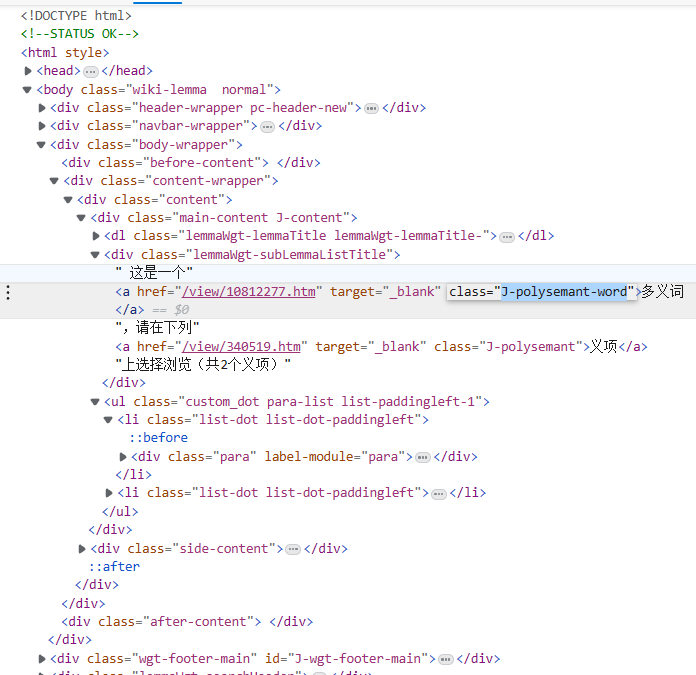 <!DOCTYPE html>
<!--STATUS OK-->
<html style>
<head>…</head>
<body class="wiki-lemma  normal">
<div class="header-wrapper pc-header-new">…</div>
<div class="navbar-wrapper">…</div>
<div class="body-wrapper">
<div class="before-content"> </div>
<div class="content-wrapper">
<div class="content">
<div class="main-content J-content">
<dl class="lemmaWgt-lemmaTitle lemmaWgt-lemmaTitle-">…</dl>
<div class="lemmaWgt-subLemmaListTitle">
" 这是一个"
<a href="/view/10812277.htm" target="_blank" class="J-polysemant-word">多义词
</a> == $0
"，请在下列"
<a href="/view/340519.htm" target="_blank" class="J-polysemant">义项</a>
"上选择浏览（共2个义项）"
</div>
<ul class="custom_dot para-list list-paddingleft-1">
<li class="list-dot list-dot-paddingleft">
::before
<div class="para" label-module="para">…</div>
</li>
<li class="list-dot list-dot-paddingleft">…</li>
</ul>
</div>
<div class="side-content">…</div>
::after
</div>
</div>
<div class="after-content"> </div>
</div>
<div class="wgt-footer-main" id="J-wgt-footer-main">…</div>